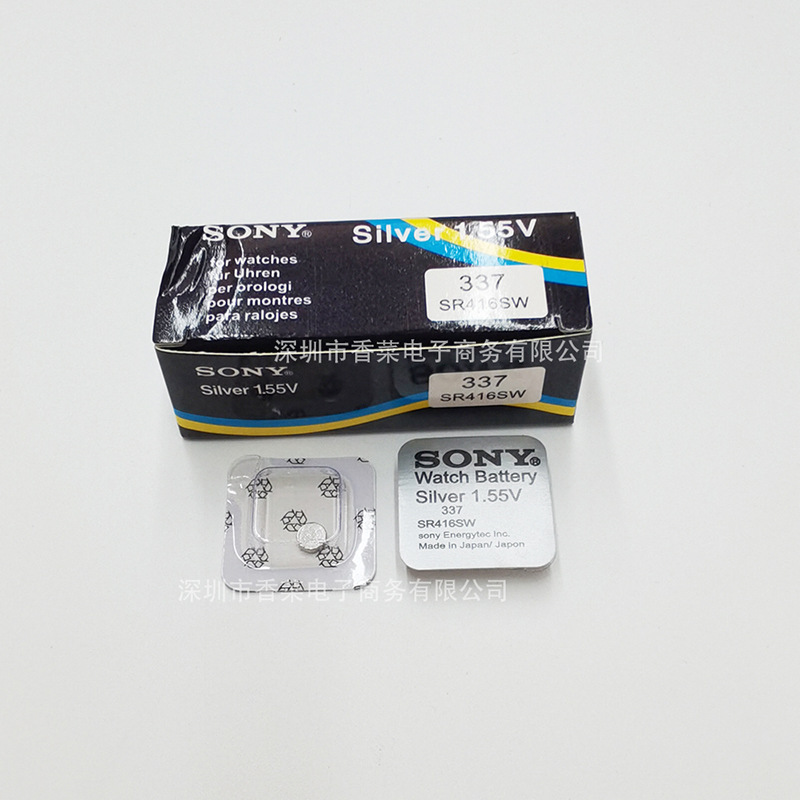 SONY®
Silver 1.55V
for watches
für Uhren
per orologi
pour montres
para ralojes
337
SR416SW
深圳市香莱电子商务有限公司
SONY
Silver 1.55V
337
SR416SW
SONY®
Watch Battery
Silver 1.55V
337
SR416SW
sony Energytec Inc.
Made in Japan/ Japon
深圳市香莱电子商务有限公司